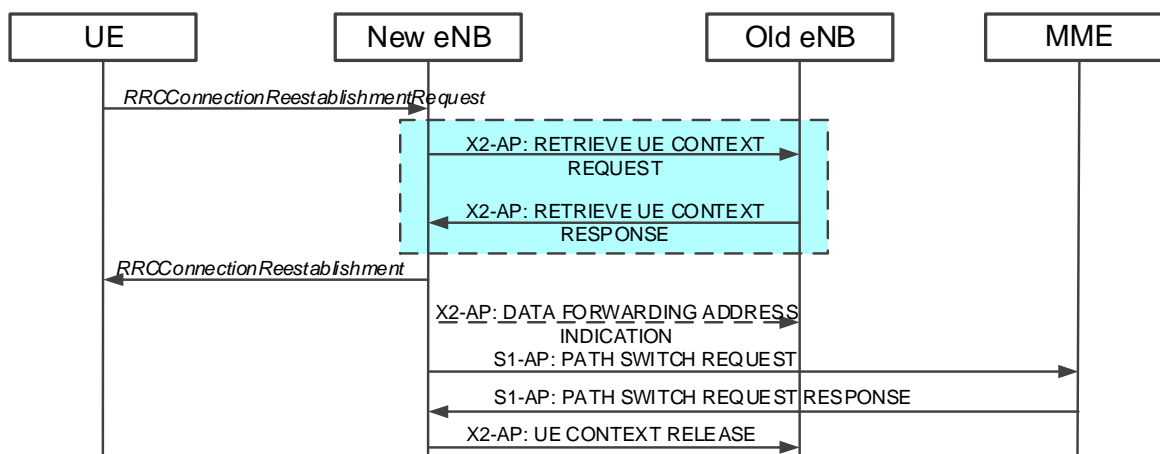 UE
New eNB
Old eNB
MME
RRCConnectionReestablishmentRequest
X2-AP: RETRIEVE UE CONTEXT
REQUEST
X2-AP: RETRIEVE UE CONTEXT
RESPONSE
RRCConnectionReestablishment
X2-AP: DATA FORWARDING ADDRESS
INDICATION
S1-AP: PATH SWITCH REQUEST
S1-AP: PATH SWITCH REQUEST RESPONSE
X2-AP: UE CONTEXT RELEASE